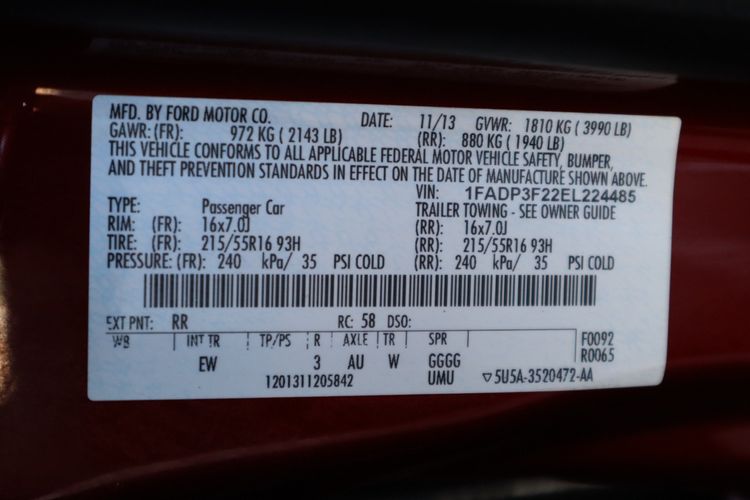 MFD. BY FORD MOTOR CO. DATE: 11/13 GVWR: 1810 KG ( 3990 LB)
GAWR: (FR): 972 KG ( 2143 LB) (RR): 880 KG ( 1940 LB)
THIS VEHICLE CONFORMS TO ALL APPLICABLE FEDERAL MOTOR VEHICLE SAFETY, BUMPER,
AND THEFT PREVENTION STANDARDS IN EFFECT ON THE DATE OF MANUFACTURE SHOWN ABOVE.
VIN: 1FADP3F22EL224485
TYPE: Passenger Car TRAILER TOWING - SEE OWNER GUIDE
RIM: (FR): 16x7.0J (RR): 16x7.0J
TIRE: (FR): 215/55R16 93H (RR): 215/55R16 93H
PRESSURE: (FR): 240 kPa/ 35 PSI COLD (RR): 240 kPa/ 35 PSI COLD
EXT PNT: RR RC: 58 DSO:
WB INT TR TP/PS R AXLE TR SPR F0092
EW 3 AU W GGGG R0065
1201311205842 UMU ▽5U5A-3520472-AA